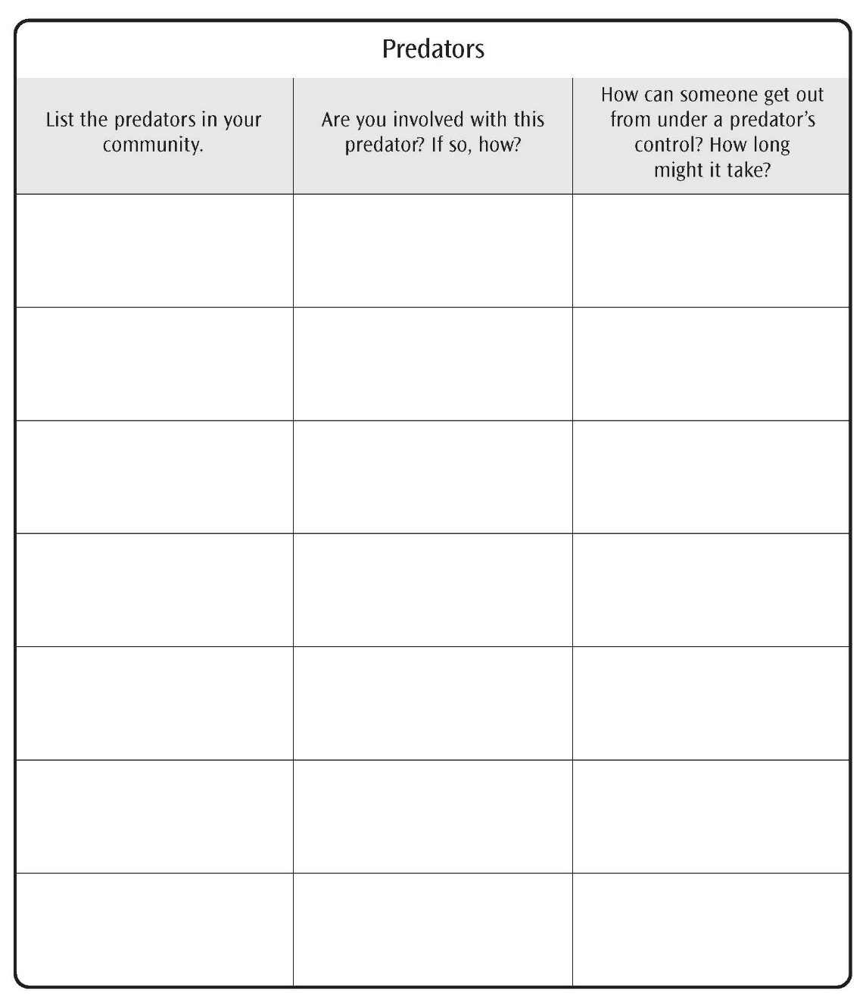 Predators
List the predators in your
community.
Are you involved with this
predator? If so, how?
How can someone get out
from under a predator’s
control? How long
might it take?